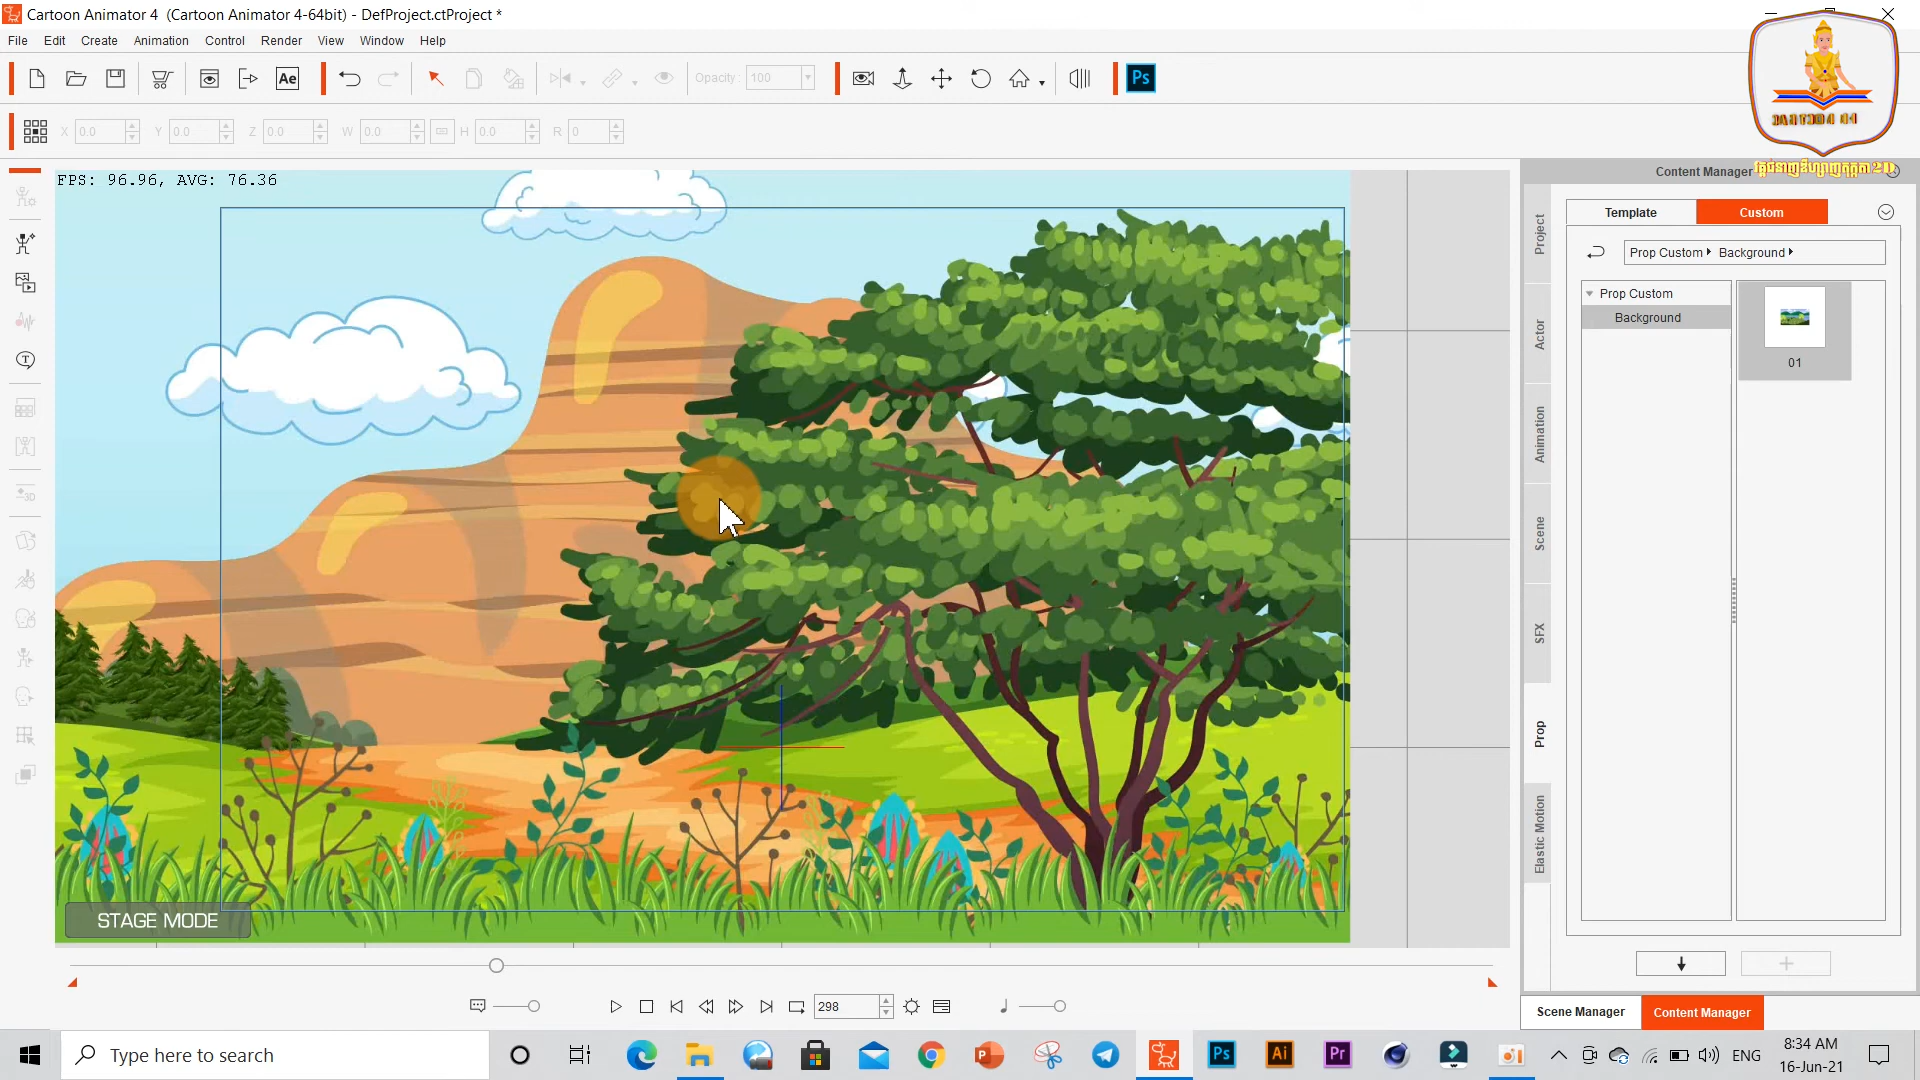 Cartoon Animator 4  (Cartoon Animator 4-64bit) - DefProject.ctProject *
File Edit Create Animation Control Render View Window Help
Ae Opacity : 100 Ps
X 0.0 Y 0.0 Z 0.0 W 0.0 H 0.0 R 0
FPS: 96.96, AVG: 76.36
Content Manager
Template Custom
Prop Custom Background
Prop Custom
Background
01
Project
Actor
Animation
Scene
SFX
Prop
Elastic Motion
STAGE MODE
298
Scene Manager Content Manager
Type here to search
Ps Ai Pr
ENG
8:34 AM
16-Jun-21